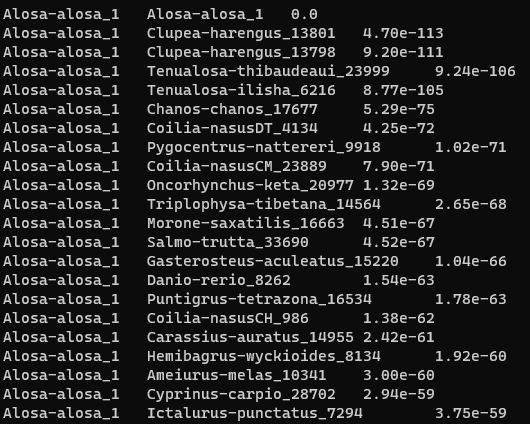 Alosa-alosa_1 Alosa-alosa_1 0.0
Alosa-alosa_1 Clupea-harengus_13801 4.70e-113
Alosa-alosa_1 Clupea-harengus_13798 9.20e-111
Alosa-alosa_1 Tenualosa-thibaudeaui_23999 9.24e-106
Alosa-alosa_1 Tenualosa-ilisha_6216 8.77e-105
Alosa-alosa_1 Chanos-chanos_17677 5.29e-75
Alosa-alosa_1 Coilia-nasusDT_4134 4.25e-72
Alosa-alosa_1 Pygocentrus-nattereri_9918 1.02e-71
Alosa-alosa_1 Coilia-nasusCM_23889 7.90e-71
Alosa-alosa_1 Oncorhynchus-keta_20977 1.32e-69
Alosa-alosa_1 Triplophysa-tibetana_14564 2.65e-68
Alosa-alosa_1 Morone-saxatilis_16663 4.51e-67
Alosa-alosa_1 Salmo-trutta_33690 4.52e-67
Alosa-alosa_1 Gasterosteus-aculeatus_15220 1.04e-66
Alosa-alosa_1 Danio-rerio_8262 1.54e-63
Alosa-alosa_1 Puntigrus-tetrazona_16534 1.78e-63
Alosa-alosa_1 Coilia-nasusCH_986 1.38e-62
Alosa-alosa_1 Carassius-auratus_14955 2.42e-61
Alosa-alosa_1 Hemibagrus-wyckioides_8134 1.92e-60
Alosa-alosa_1 Ameiurus-melas_10341 3.00e-60
Alosa-alosa_1 Cyprinus-carpio_28702 2.94e-59
Alosa-alosa_1 Ictalurus-punctatus_7294 3.75e-59